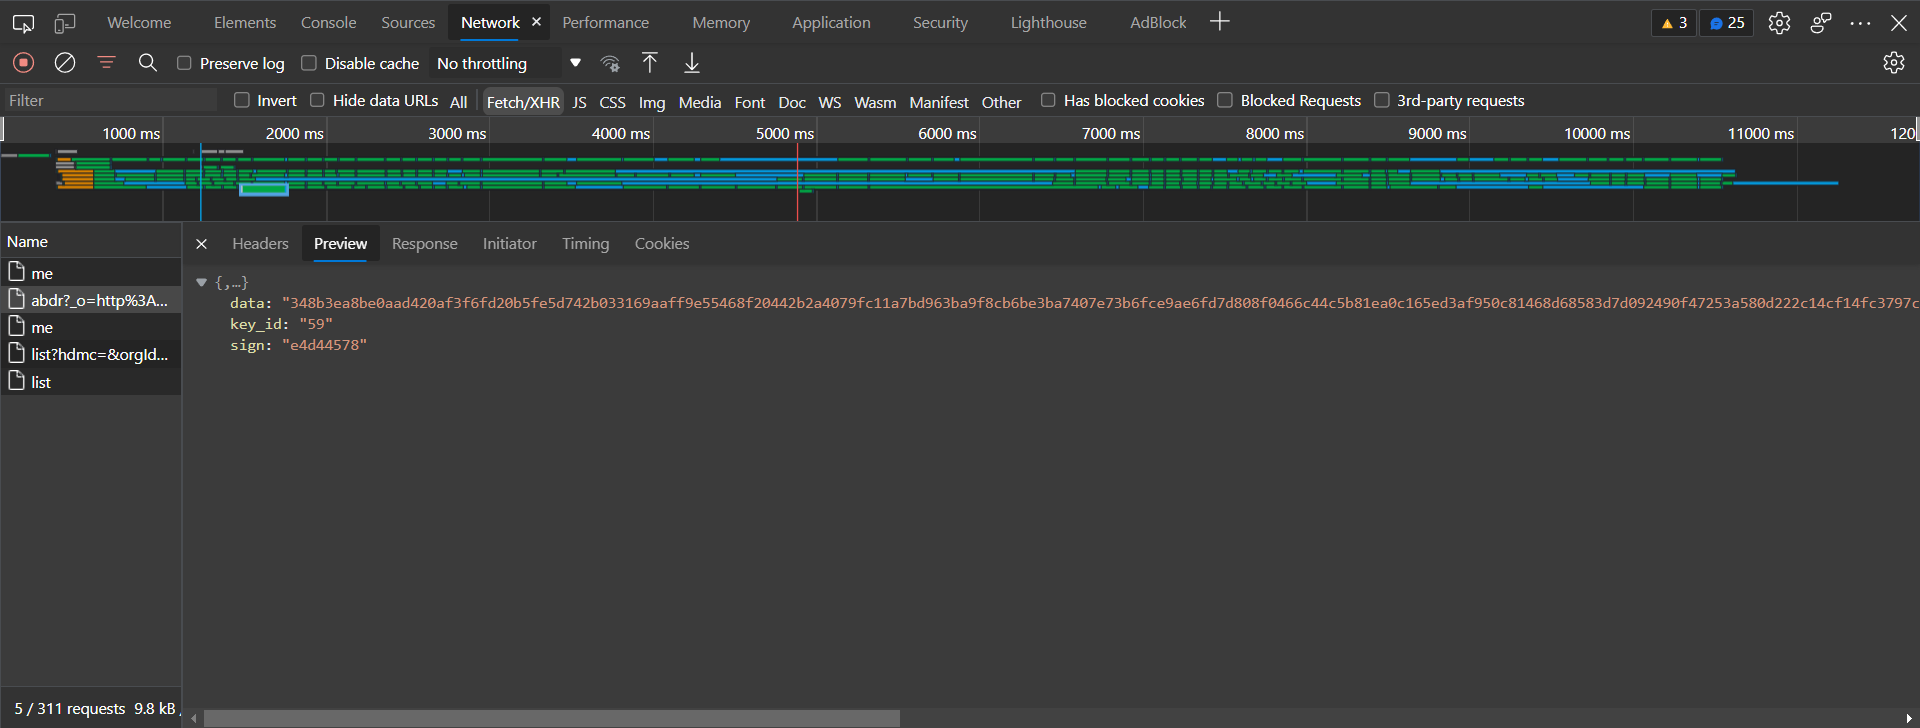 Welcome Elements Console Sources Network Performance Memory Application Security Lighthouse AdBlock 3 25
Preserve log Disable cache No throttling
Filter Invert Hide data URLs All Fetch/XHR JS CSS Img Media Font Doc WS Wasm Manifest Other Has blocked cookies Blocked Requests 3rd-party requests
1000 ms 2000 ms 3000 ms 4000 ms 5000 ms 6000 ms 7000 ms 8000 ms 9000 ms 10000 ms 11000 ms 120
Name
me
abdr?_o=http%3A...
me
list?hdmc=&orgId...
list
5 / 311 requests 9.8 kB
Headers Preview Response Initiator Timing Cookies
{,…}
data: "348b3ea8be0aad420af3f6fd20b5fe5d742b033169aaff9e55468f20442b2a4079fc11a7bd963ba9f8cb6be3ba7407e73b6fce9ae6fd7d808f0466c44c5b81ea0c165ed3af950c81468d68583d7d092490f47253a580d222c14cf14fc3797c
key_id: "59"
sign: "e4d44578"